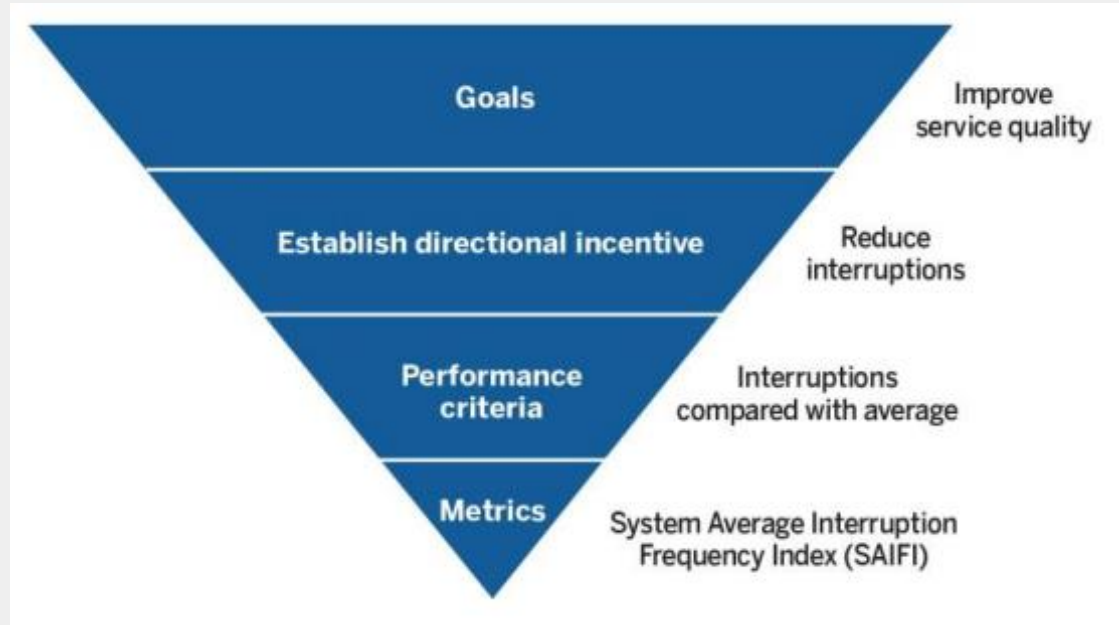 Goals
Improve
service quality
Establish directional incentive
Reduce
interruptions
Performance
criteria
Interruptions
compared with average
Metrics
System Average Interruption
Frequency Index (SAIFI)